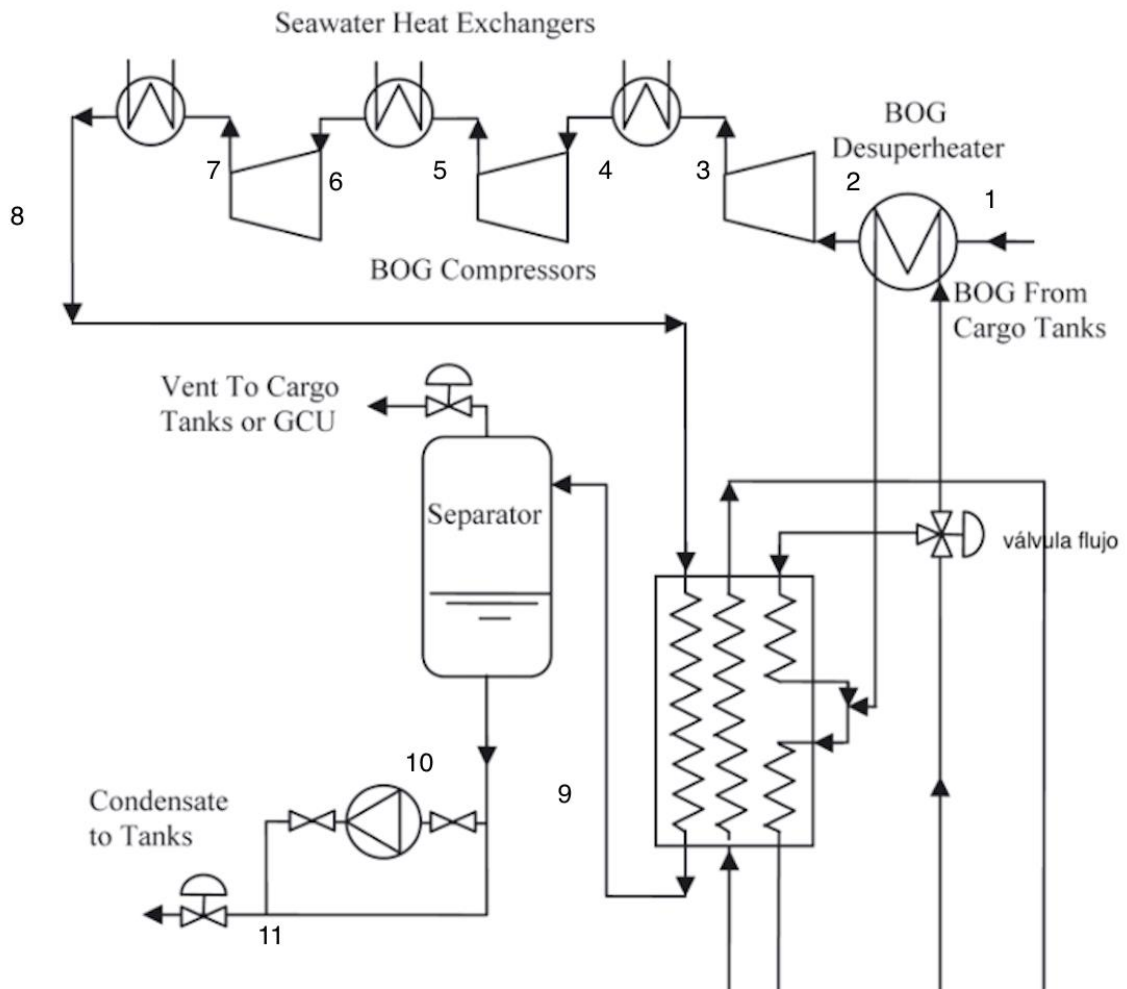 Seawater Heat Exchangers
BOG
Desuperheater
7
6
5
4
3
2
1
8
BOG Compressors
BOG From
Cargo Tanks
Vent To Cargo
Tanks or GCU
Separator
válvula flujo
10
9
Condensate
to Tanks
11